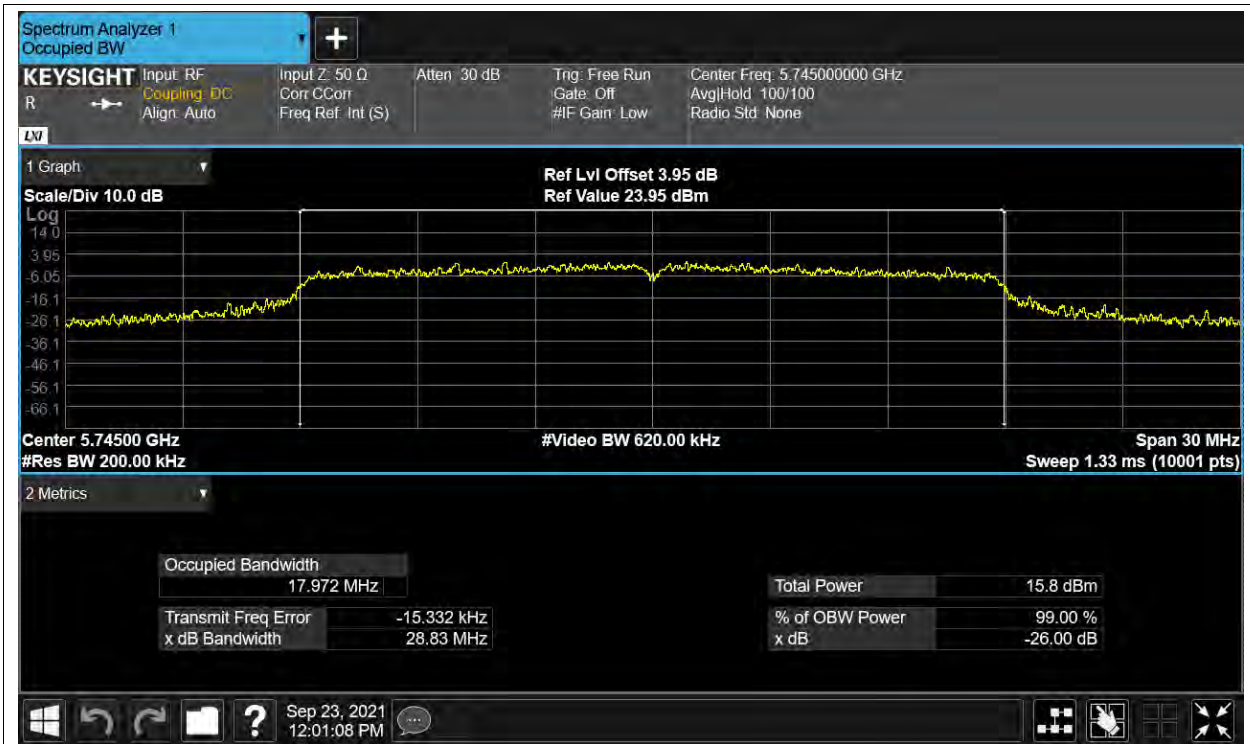 Spectrum Analyzer 1
Occupied BW
+
KEYSIGHT
R
LXI
Input: RF
Coupling: DC
Align: Auto
Input Z: 50 Ω
Corr CCorr
Freq Ref: Int (S)
Atten: 30 dB
Trig: Free Run
Gate: Off
#IF Gain: Low
Center Freq: 5.745000000 GHz
Avg|Hold: 100/100
Radio Std: None
1 Graph
Ref Lvl Offset 3.95 dB
Scale/Div 10.0 dB
Ref Value 23.95 dBm
Log
14.0
3.95
-6.05
-16.1
-26.1
-36.1
-46.1
-56.1
-66.1
Center 5.74500 GHz
#Video BW 620.00 kHz
Span 30 MHz
#Res BW 200.00 kHz
Sweep 1.33 ms (10001 pts)
2 Metrics
Occupied Bandwidth
17.972 MHz
Transmit Freq Error -15.332 kHz
x dB Bandwidth 28.83 MHz
Total Power 15.8 dBm
% of OBW Power 99.00 %
x dB -26.00 dB
?
Sep 23, 2021
12:01:08 PM